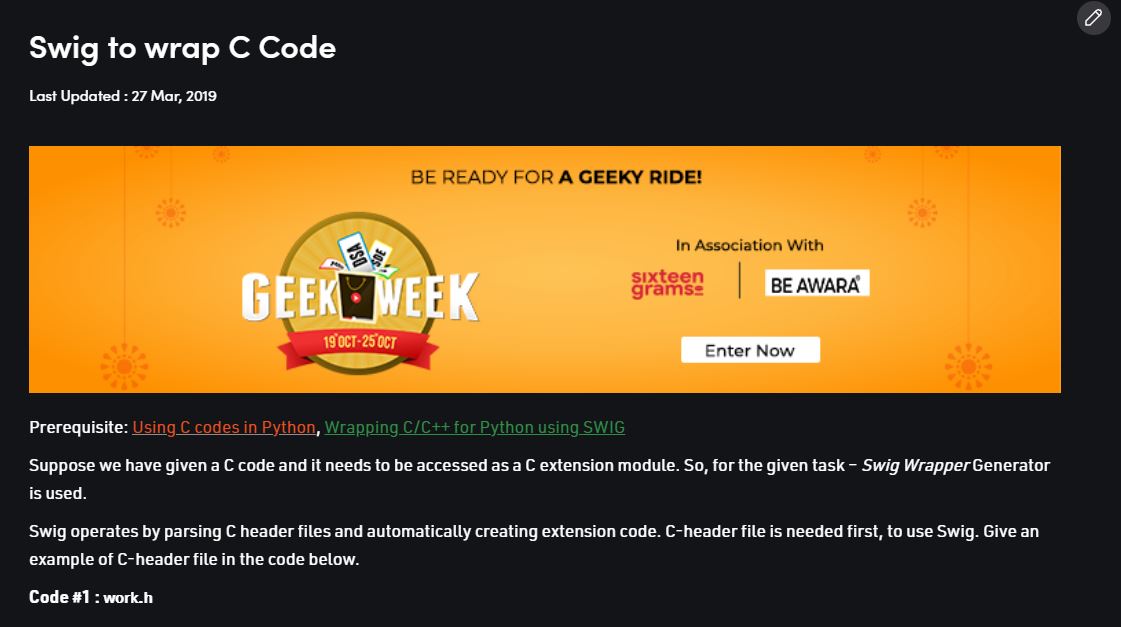 Swig to wrap C Code
Last Updated : 27 Mar, 2019
BE READY FOR A GEEKY RIDE!
In Association With
DSA
GEEK WEEK
sixteen
grams
BE AWARA®
19 OCT-25 OCT
Enter Now
Prerequisite: Using C codes in Python, Wrapping C/C++ for Python using SWIG
Suppose we have given a C code and it needs to be accessed as a C extension module. So, for the given task – Swig Wrapper Generator
is used.
Swig operates by parsing C header files and automatically creating extension code. C-header file is needed first, to use Swig. Give an
example of C-header file in the code below.
Code #1 : work.h